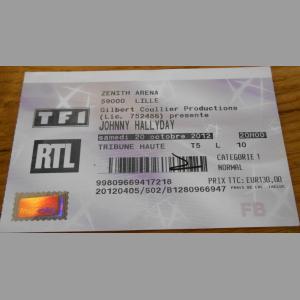 ZENITH ARENA
59000 LILLE
Gilbert Coullier Productions
(Lic. 752486) présente
JOHNNY HALLYDAY
samedi 20 octobre 2012 20H00
TF1
TRIBUNE HAUTE T5 L 10
RTL
CATEGORIE 1
NORMAL
99809669417218
PRIX TTC: EUR130,00
20120405/502/B1280966947
FB